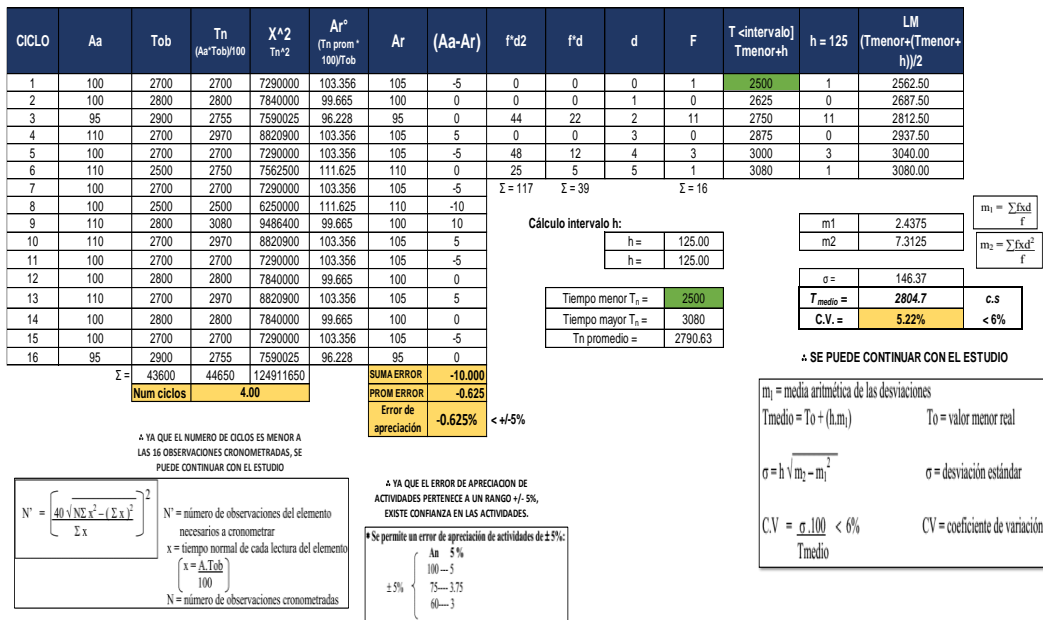 CICLO Aa Tob Tn (Aa*Tob)/100 X^2 Tn^2 Ar° (Tn prom * 100)/Tob Ar (Aa-Ar) f*d2 f*d d F T <intervalo] Tmenor+h h = 125 LM (Tmenor+(Tmenor+ h))/2
1 100 2700 2700 7290000 103.356 105 -5 0 0 0 1 2500 1 2562.50
2 100 2800 2800 7840000 99.665 100 0 0 0 1 0 2625 0 2687.50
3 95 2900 2755 7590025 96.228 95 0 44 22 2 11 2750 11 2812.50
4 110 2700 2970 8820900 103.356 105 5 0 0 3 0 2875 0 2937.50
5 100 2700 2700 7290000 103.356 105 -5 48 12 4 3 3000 3 3040.00
6 110 2500 2750 7562500 111.625 110 0 25 5 5 1 3080 1 3080.00
7 100 2700 2700 7290000 103.356 105 -5 Σ = 117 Σ = 39 Σ = 16
8 100 2500 2500 6250000 111.625 110 -10
9 110 2800 3080 9486400 99.665 100 10
10 110 2700 2970 8820900 103.356 105 5
11 100 2700 2700 7290000 103.356 105 -5
12 100 2800 2800 7840000 99.665 100 0
13 110 2700 2970 8820900 103.356 105 5
14 100 2800 2800 7840000 99.665 100 0
15 100 2700 2700 7290000 103.356 105 -5
16 95 2900 2755 7590025 96.228 95 0
Σ = 43600 44650 124911650 SUMA ERROR -10.000
Num ciclos 4.00 PROM ERROR -0.625
Error de apreciación -0.625% < +/-5%
Cálculo intervalo h:
h = 125.00
h = 125.00
Tiempo menor Tn = 2500
Tiempo mayor Tn = 3080
Tn promedio = 2790.63
m1 2.4375
m2 7.3125
m₁ = ∑fxd
f
m₂ = ∑fxd²
f
σ = 146.37
T medio = 2804.7 c.s
C.V. = 5.22% < 6%
∴ SE PUEDE CONTINUAR CON EL ESTUDIO
m₁ = media aritmética de las desviaciones
Tmedio = To + (h.m₁) To = valor menor real
σ = h √m₂ – m₁² σ = desviación estándar
C.V = σ .100 < 6% CV = coeficiente de variación
Tmedio
∴ YA QUE EL NUMERO DE CICLOS ES MENOR A
LAS 16 OBSERVACIONES CRONOMETRADAS, SE
PUEDE CONTINUAR CON EL ESTUDIO
N' = (40 √NΣ x² – (Σ x)²
Σ x)²
N' = número de observaciones del elemento
necesarios a cronometrar
x = tiempo normal de cada lectura del elemento
(x = A.Tob
100)
N = número de observaciones cronometradas
∴ YA QUE EL ERROR DE APRECIACION DE
ACTIVIDADES PERTENECE A UN RANGO +/- 5%,
EXISTE CONFIANZA EN LAS ACTIVIDADES.
• Se permite un error de apreciación de actividades de ± 5%:
An 5 %
100 --- 5
± 5% { 75---- 3.75
60---- 3